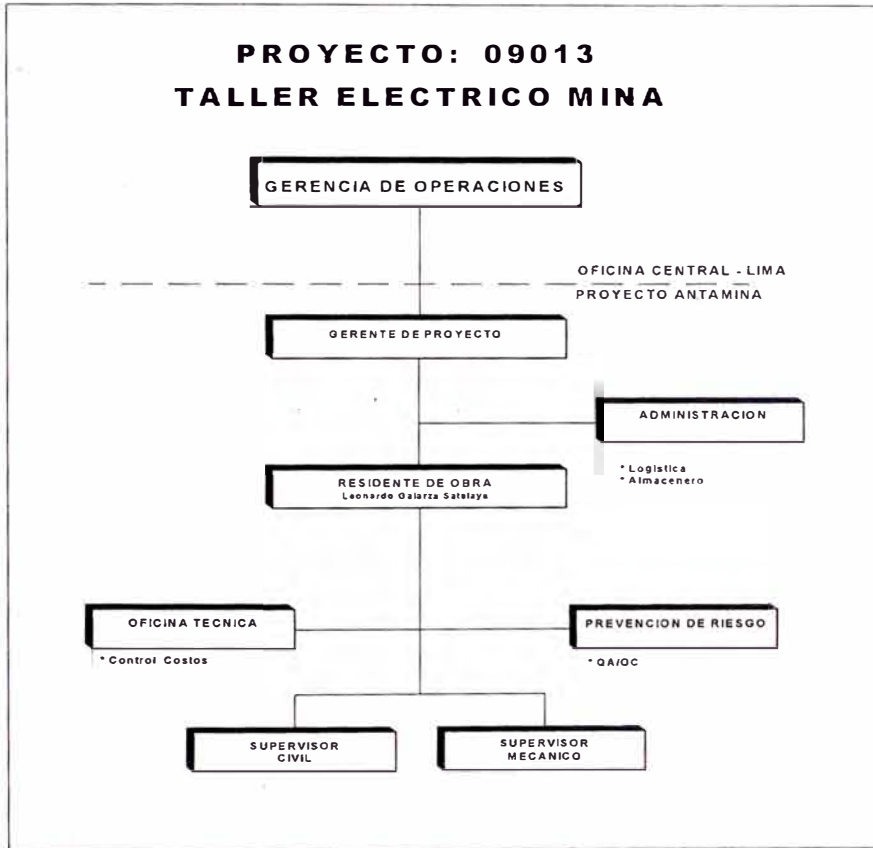 PROYECTO: 09013
TALLER ELECTRICO MINA
GERENCIA DE OPERACIONES
OFICINA CENTRAL - LIMA
PROYECTO ANTAMINA
GERENTE DE PROYECTO
ADMINISTRACION
* Logistica
* Almacenero
RESIDENTE DE OBRA
Leonardo Galarza
OFICINA TECNICA
* Control Costos
PREVENCION DE RIESGO
* QA/QC
SUPERVISOR
CIVIL
SUPERVISOR
MECANICO